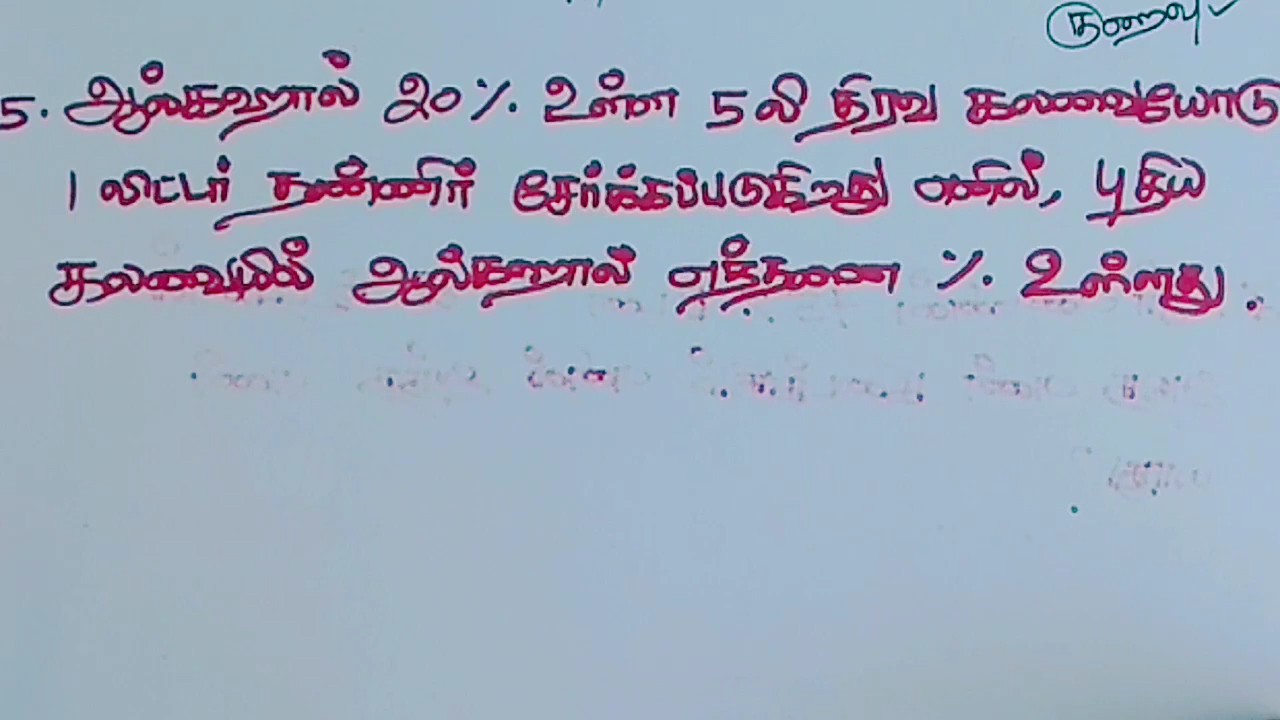 குறைவு
5. ஆல்கஹால் 20% உள்ள 5லி திரவ கலவையோடு
1 லிட்டர் தண்ணீர் சேர்க்கப்படுகிறது எனில், புதிய
கலவையில் ஆல்கஹால் எத்தனை % உள்ளது.